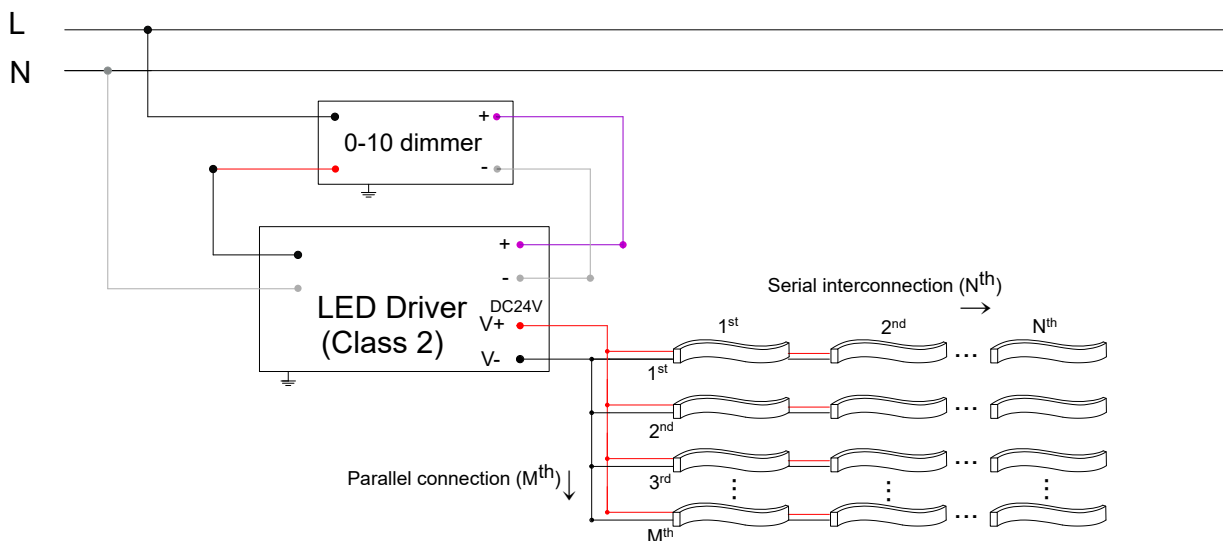 L
N
+
0-10 dimmer
-
+
-
LED Driver
(Class 2)
DC24V
V+
V-
Serial interconnection (Nth)
1st 2nd Nth
1st
2nd
3rd
Mth
Parallel connection (Mth)